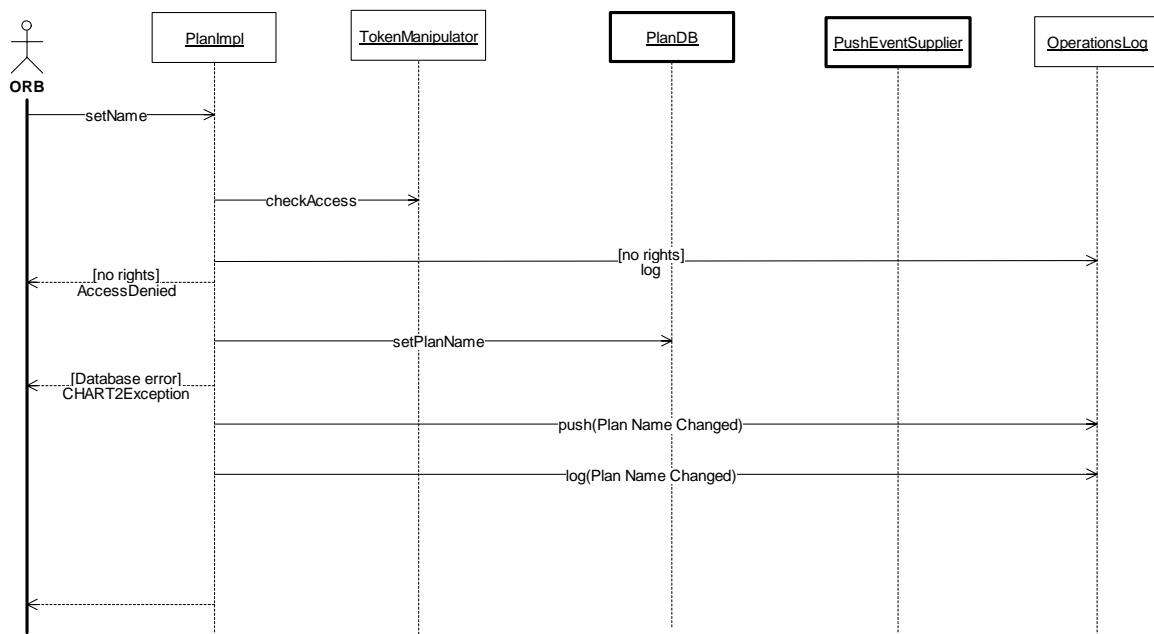 PlanImpl
TokenManipulator
PlanDB
PushEventSupplier
OperationsLog
ORB
setName
checkAccess
[no rights]
log
[no rights]
AccessDenied
setPlanName
[Database error]
CHART2Exception
push(Plan Name Changed)
log(Plan Name Changed)